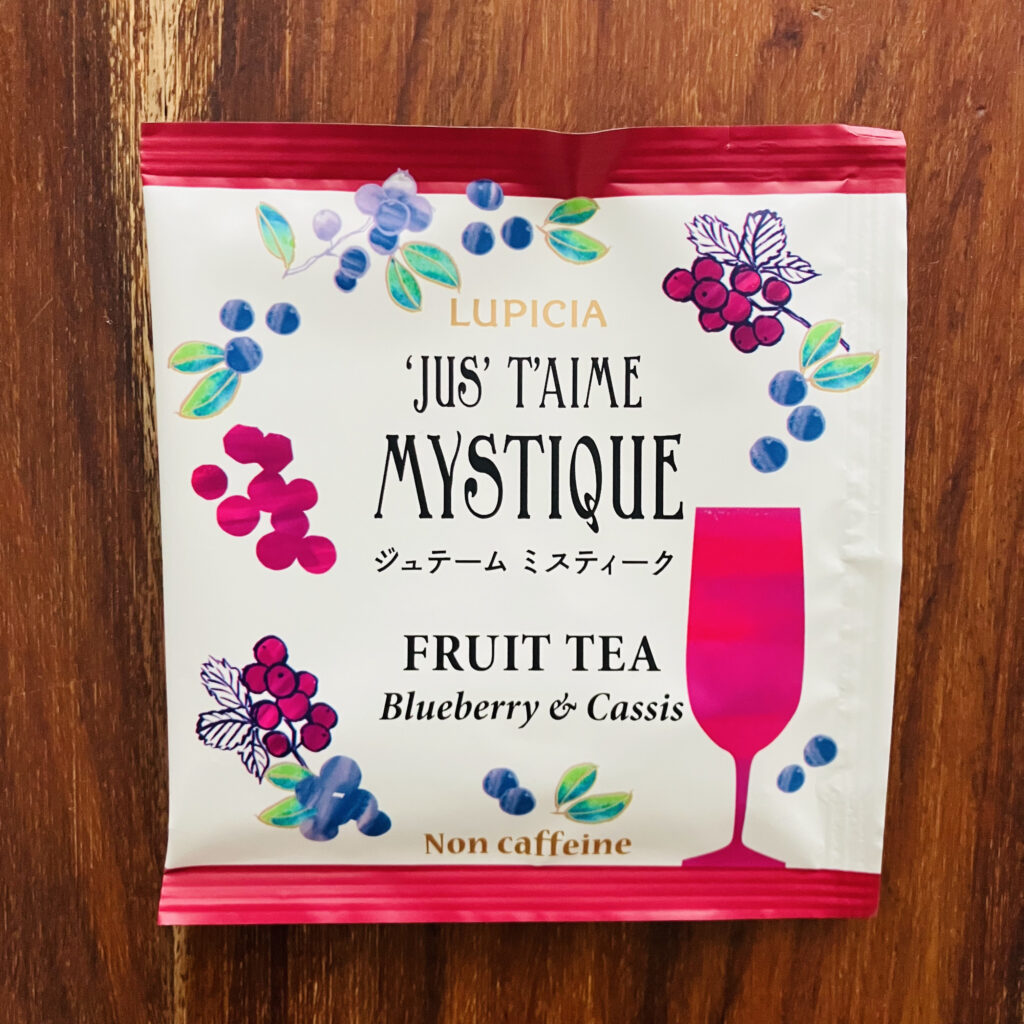 LUPICIA
‘JUS’ T’AIME
MYSTIQUE
ジュテーム ミスティーク
FRUIT TEA
Blueberry & Cassis
Non caffeine